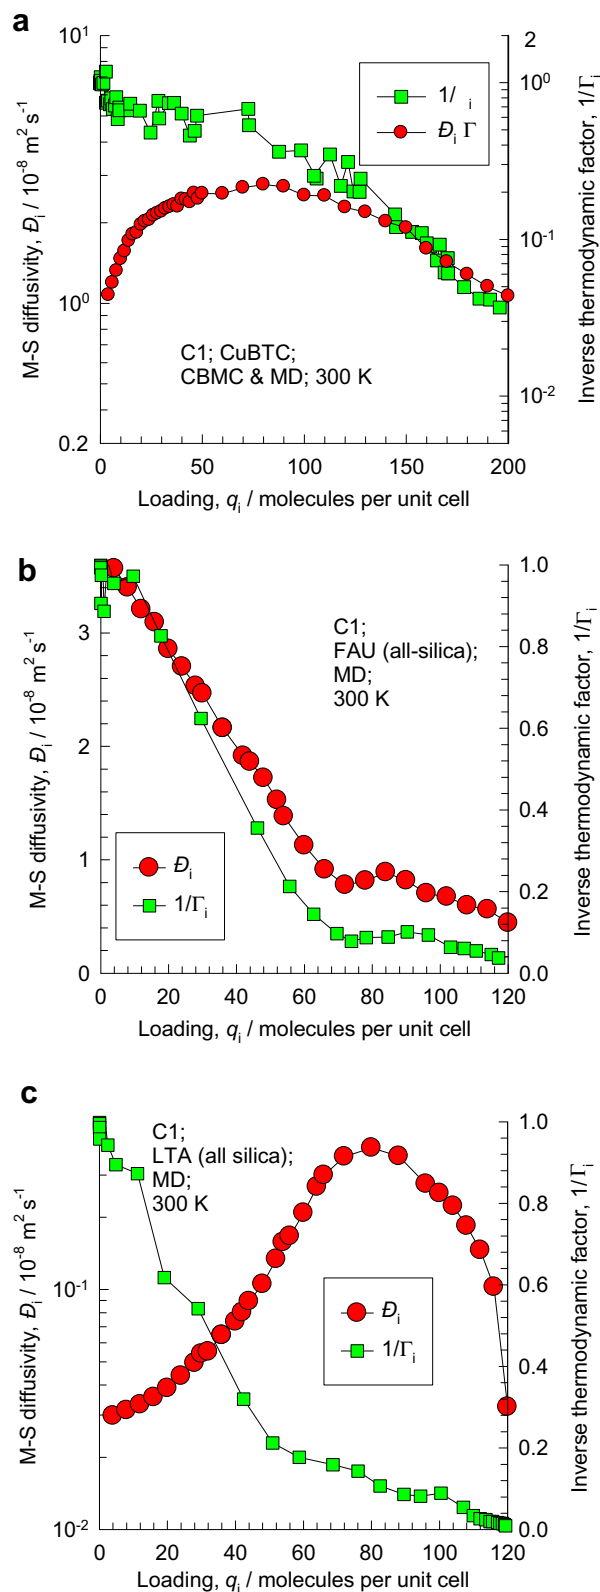 a
10¹
2
1/ ᵢ
Đᵢ Γ
10⁰
10⁰
10⁻¹
10⁻²
0.2
M-S diffusivity, Đᵢ / 10⁻⁸ m² s⁻¹
Inverse thermodynamic factor, 1/Γᵢ
C1; CuBTC;
CBMC & MD; 300 K
0 50 100 150 200
Loading, qᵢ / molecules per unit cell
b
3
2
1
0
1.0
0.8
0.6
0.4
0.2
0.0
M-S diffusivity, Đᵢ / 10⁻⁸ m² s⁻¹
Inverse thermodynamic factor, 1/Γᵢ
C1;
FAU (all-silica);
MD;
300 K
Đᵢ
1/Γᵢ
0 20 40 60 80 100 120
Loading, qᵢ / molecules per unit cell
c
10⁻¹
10⁻²
1.0
0.8
0.6
0.4
0.2
0.0
M-S diffusivity, Đᵢ / 10⁻⁸ m² s⁻¹
Inverse thermodynamic factor, 1/Γᵢ
C1;
LTA (all silica);
MD;
300 K
Đᵢ
1/Γᵢ
0 20 40 60 80 100 120
Loading, qᵢ / molecules per unit cell